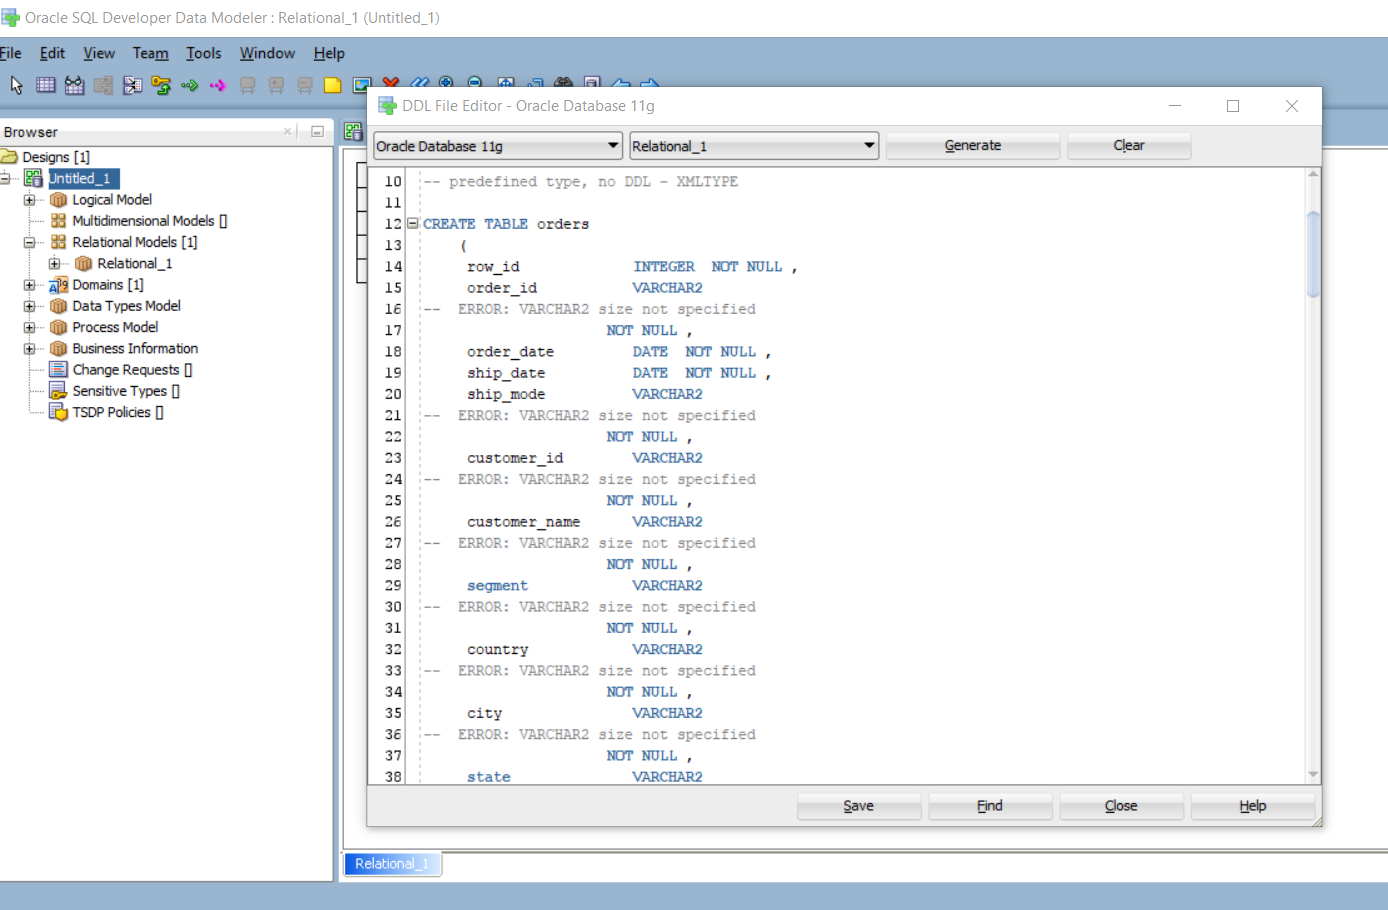 Oracle SQL Developer Data Modeler : Relational_1 (Untitled_1)
File Edit View Team Tools Window Help
DDL File Editor - Oracle Database 11g
Browser
Oracle Database 11g Relational_1 Generate Clear
Designs [1]
Untitled_1
Logical Model
Multidimensional Models []
Relational Models [1]
Relational_1
Domains [1]
Data Types Model
Process Model
Business Information
Change Requests []
Sensitive Types []
TSDP Policies []
10 -- predefined type, no DDL - XMLTYPE
11
12 CREATE TABLE orders
13 (
14 row_id INTEGER NOT NULL ,
15 order_id VARCHAR2
16 -- ERROR: VARCHAR2 size not specified
17 NOT NULL ,
18 order_date DATE NOT NULL ,
19 ship_date DATE NOT NULL ,
20 ship_mode VARCHAR2
21 -- ERROR: VARCHAR2 size not specified
22 NOT NULL ,
23 customer_id VARCHAR2
24 -- ERROR: VARCHAR2 size not specified
25 NOT NULL ,
26 customer_name VARCHAR2
27 -- ERROR: VARCHAR2 size not specified
28 NOT NULL ,
29 segment VARCHAR2
30 -- ERROR: VARCHAR2 size not specified
31 NOT NULL ,
32 country VARCHAR2
33 -- ERROR: VARCHAR2 size not specified
34 NOT NULL ,
35 city VARCHAR2
36 -- ERROR: VARCHAR2 size not specified
37 NOT NULL ,
38 state VARCHAR2
Save Find Close Help
Relational_1